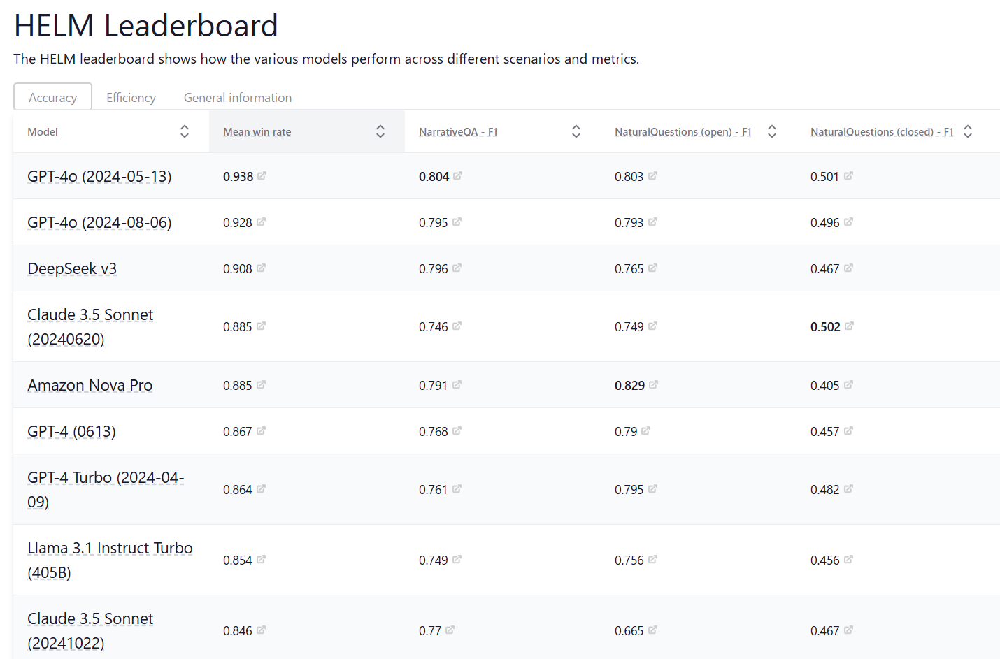 HELM Leaderboard
The HELM leaderboard shows how the various models perform across different scenarios and metrics.
Accuracy Efficiency General information
Model Mean win rate NarrativeQA - F1 NaturalQuestions (open) - F1 NaturalQuestions (closed) - F1
GPT-4o (2024-05-13) 0.938 0.804 0.803 0.501
GPT-4o (2024-08-06) 0.928 0.795 0.793 0.496
DeepSeek v3 0.908 0.796 0.765 0.467
Claude 3.5 Sonnet
(20240620) 0.885 0.746 0.749 0.502
Amazon Nova Pro 0.885 0.791 0.829 0.405
GPT-4 (0613) 0.867 0.768 0.79 0.457
GPT-4 Turbo (2024-04-
09) 0.864 0.761 0.795 0.482
Llama 3.1 Instruct Turbo
(405B) 0.854 0.749 0.756 0.456
Claude 3.5 Sonnet
(20241022) 0.846 0.77 0.665 0.467